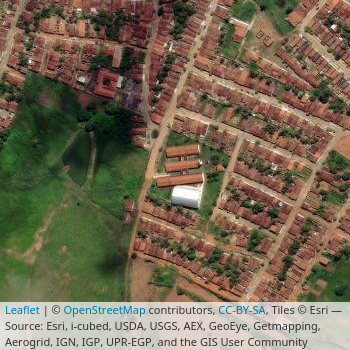 Leaflet | © OpenStreetMap contributors, CC-BY-SA, Tiles © Esri —
Source: Esri, i-cubed, USDA, USGS, AEX, GeoEye, Getmapping,
Aerogrid, IGN, IGP, UPR-EGP, and the GIS User Community